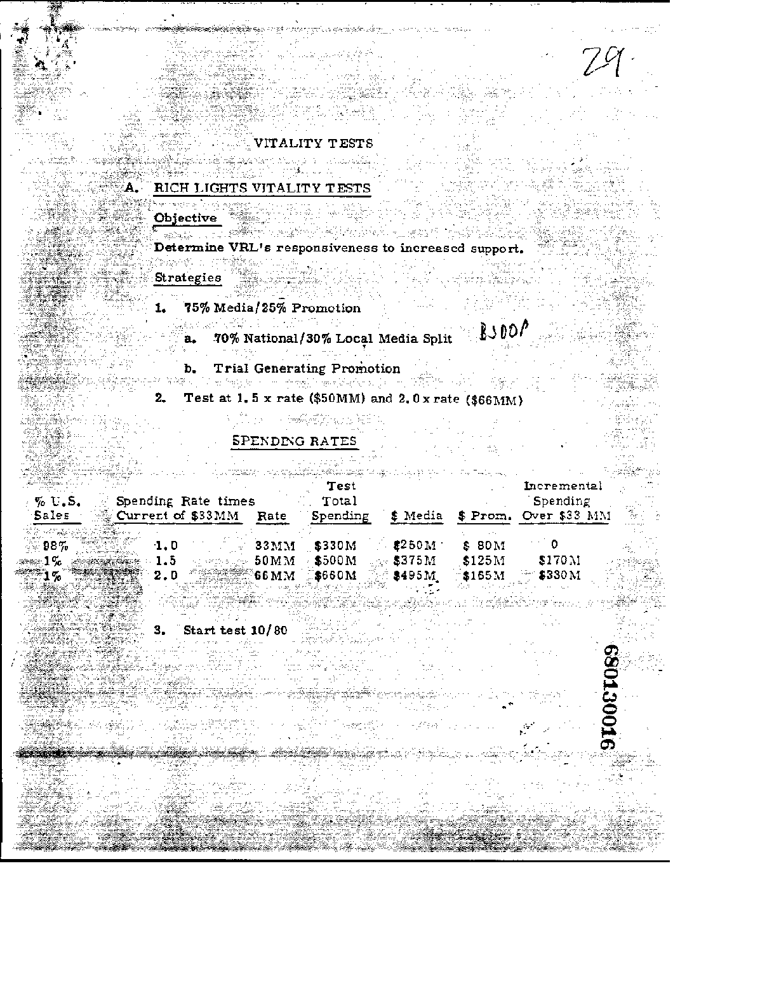 29.
VITALITY TESTS
A. RICH LIGHTS VITALITY TESTS
Objective
Determine VRL's responsiveness to increased support.
Strategies
1. 75% Media/25% Promotion
a. 70% National/30% Local Media Split
b. Trial Generating Promotion
2. Test at 1.5 x rate ($50MM) and 2.0 x rate ($66MM)
SPENDING RATES
Test Incremental
% U.S. Spending Rate times Total Spending
Sales Current of $33MM Rate Spending $ Media $ Prom. Over $33 MM
98% 1.0 33MM $330M $250M $ 80M 0
1% 1.5 50MM $500M $375M $125M $170M
1% 2.0 66MM $660M $495M $165M $330M
3. Start test 10/80
680130016